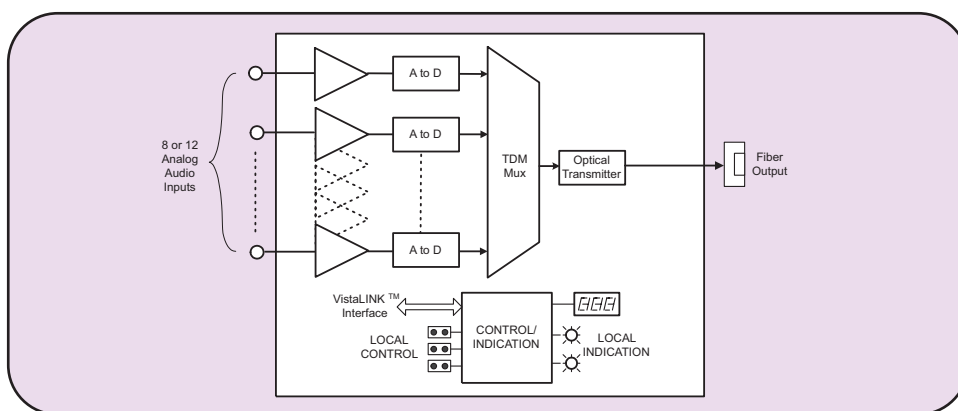 A to D
8 or 12
Analog
Audio
Inputs
A to D
TDM
Mux
Optical
Transmitter
Fiber
Output
A to D
VistaLINK ™
Interface
LOCAL
CONTROL
CONTROL/
INDICATION
LOCAL
INDICATION